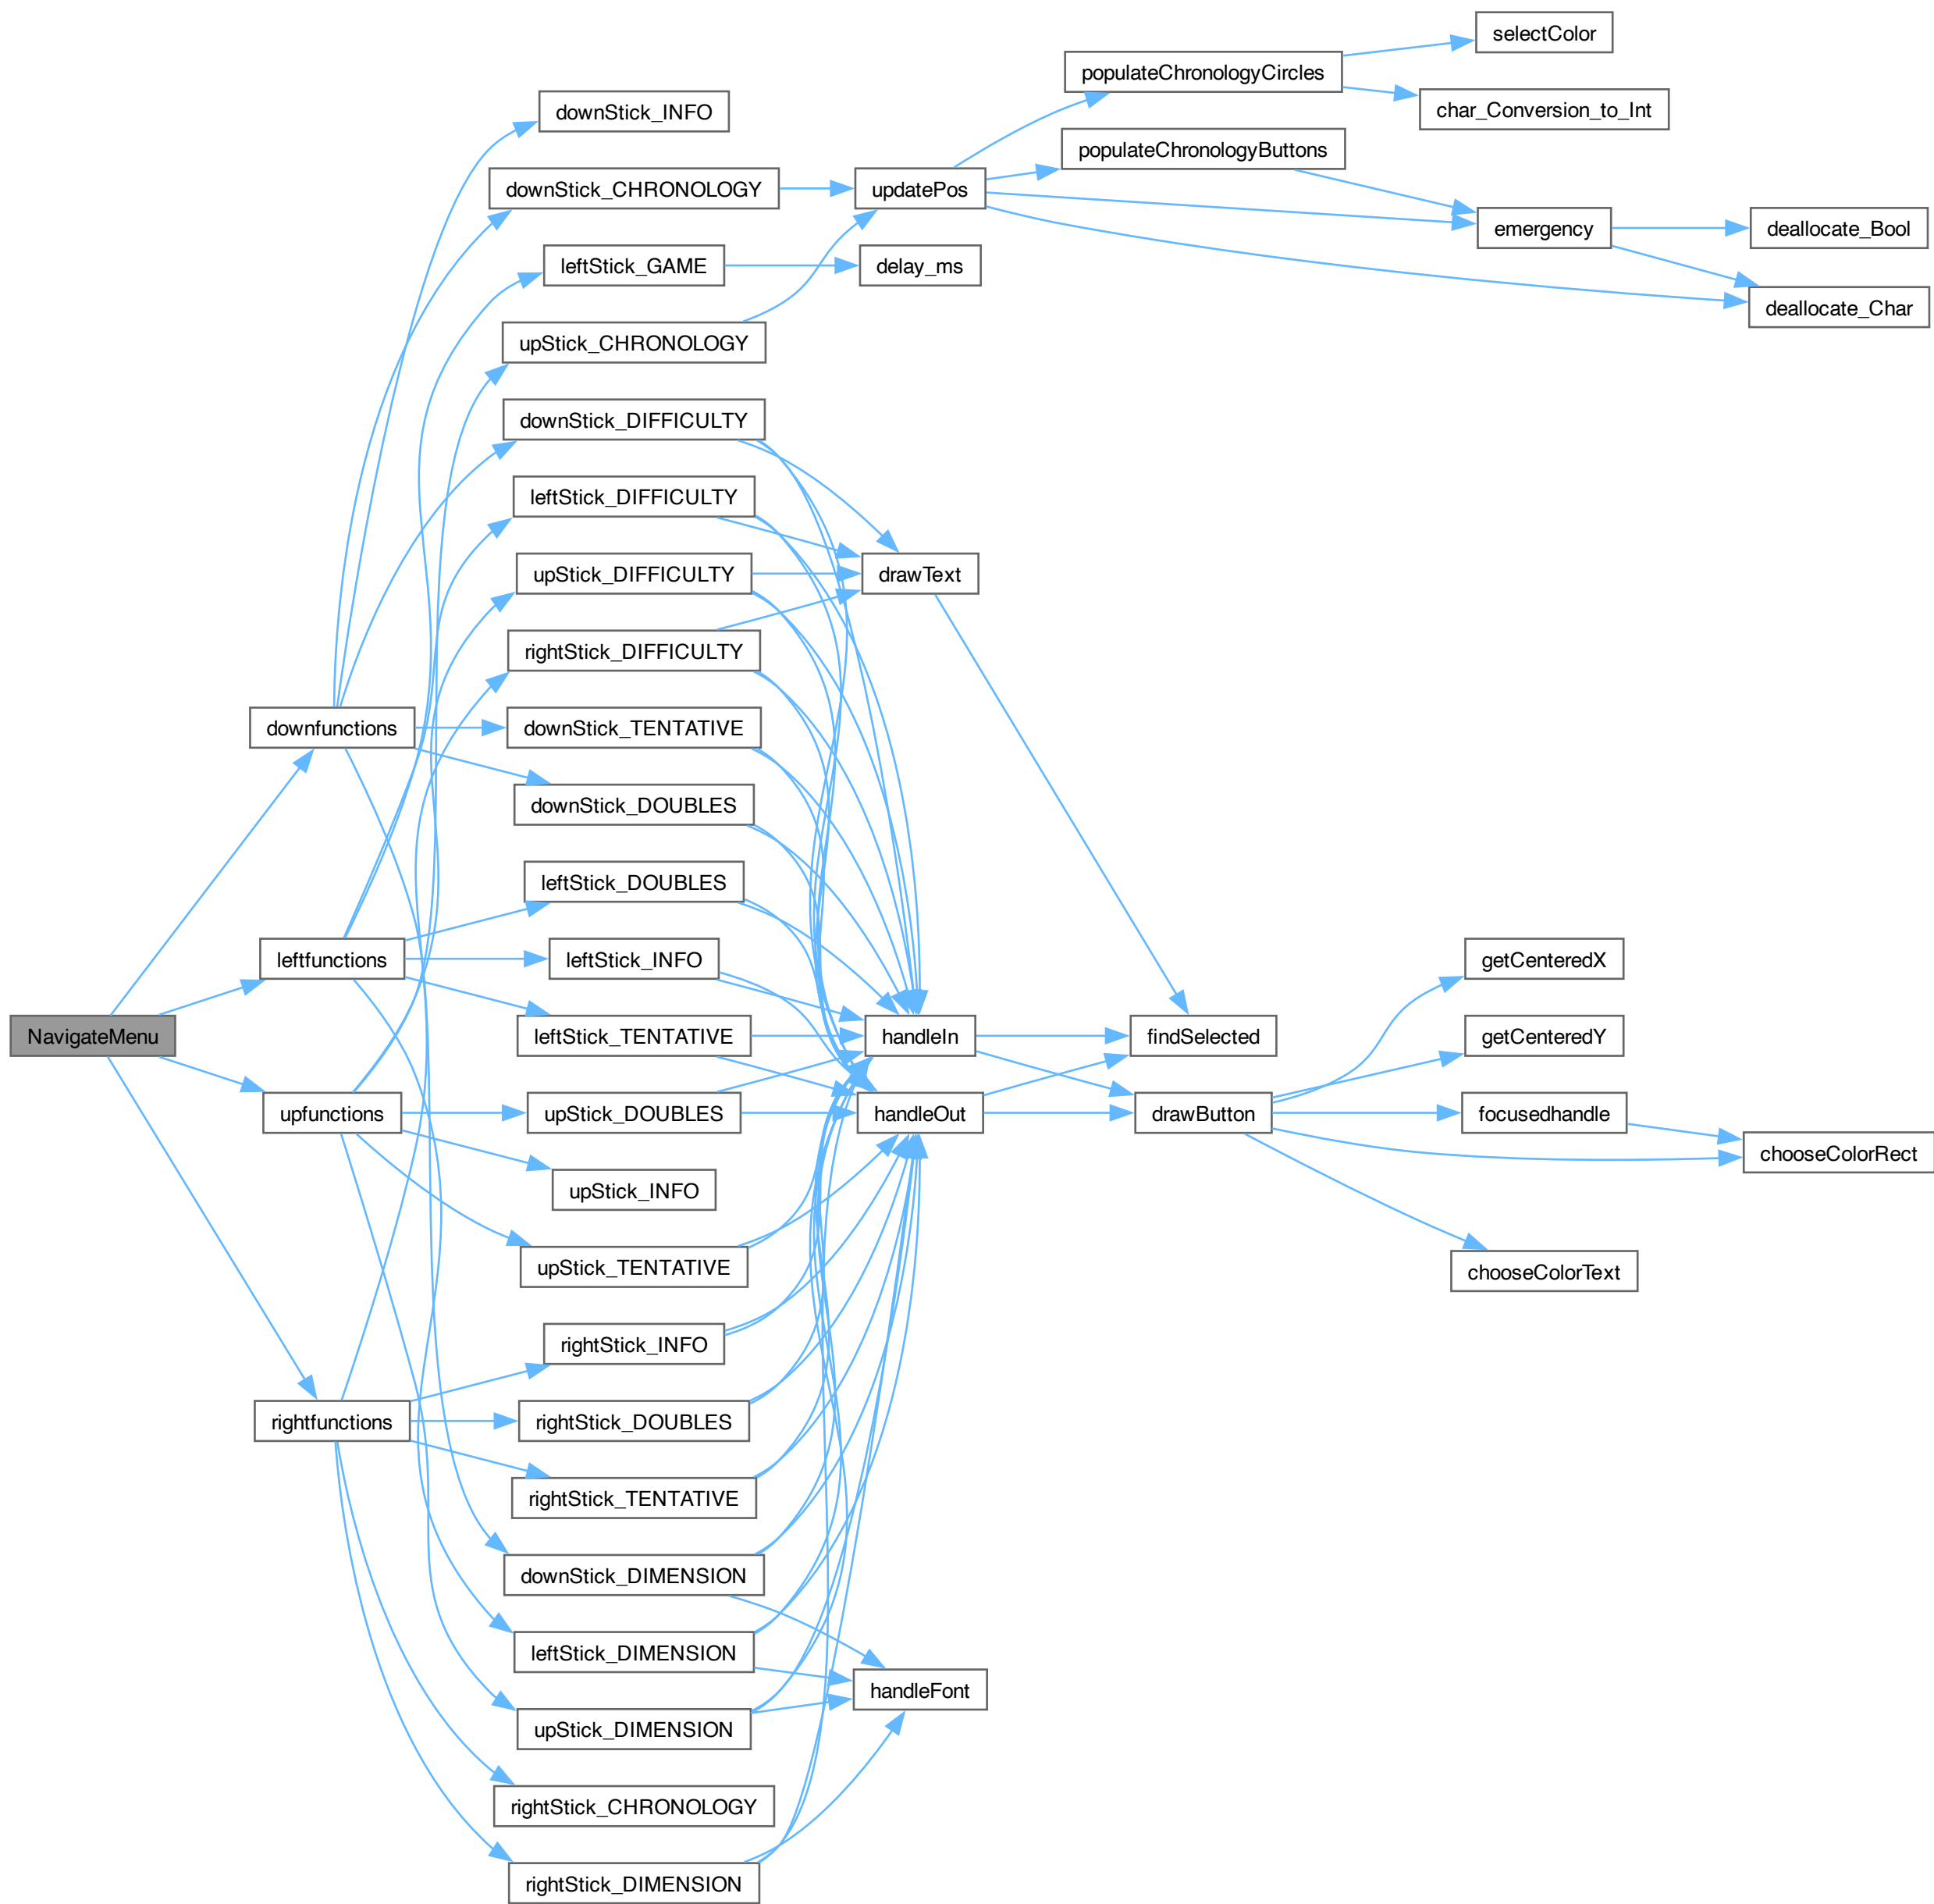 selectColor
populateChronologyCircles
char_Conversion_to_Int
downStick_INFO
populateChronologyButtons
downStick_CHRONOLOGY
updatePos
emergency
deallocate_Bool
leftStick_GAME
delay_ms
deallocate_Char
upStick_CHRONOLOGY
downStick_DIFFICULTY
leftStick_DIFFICULTY
upStick_DIFFICULTY
drawText
rightStick_DIFFICULTY
downfunctions
downStick_TENTATIVE
downStick_DOUBLES
leftStick_DOUBLES
leftfunctions
leftStick_INFO
getCenteredX
NavigateMenu
leftStick_TENTATIVE
handleIn
findSelected
getCenteredY
upfunctions
upStick_DOUBLES
handleOut
drawButton
focusedhandle
chooseColorRect
upStick_INFO
upStick_TENTATIVE
chooseColorText
rightStick_INFO
rightfunctions
rightStick_DOUBLES
rightStick_TENTATIVE
downStick_DIMENSION
leftStick_DIMENSION
handleFont
upStick_DIMENSION
rightStick_CHRONOLOGY
rightStick_DIMENSION